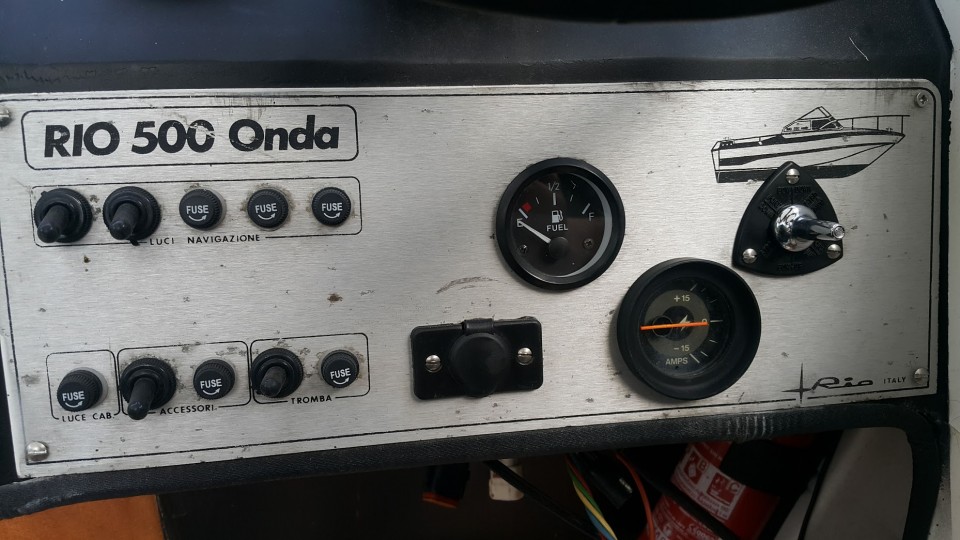 RIO 500 Onda
FUSE FUSE FUSE
LUCI NAVIGAZIONE
1/2
E F
FUEL
+15
0
-15
AMPS
FUSE FUSE FUSE
LUCE CAB. ACCESSORI. TROMBA
Rio ITALY